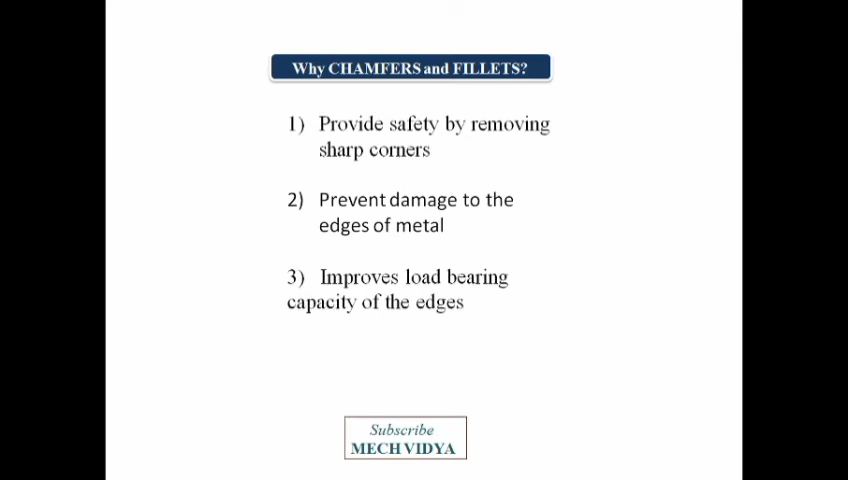 Why CHAMFERS and FILLETS?
1) Provide safety by removing
sharp corners
2) Prevent damage to the
edges of metal
3) Improves load bearing
capacity of the edges
Subscribe
MECH VIDYA